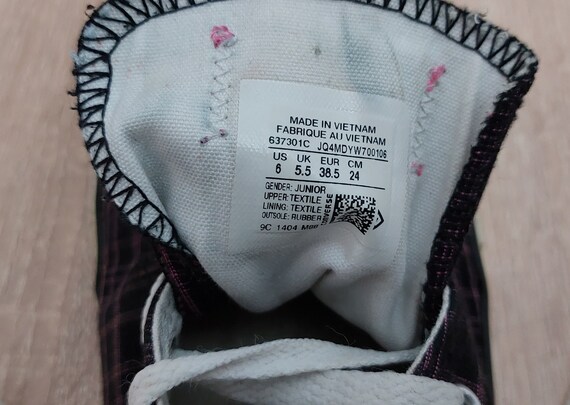 MADE IN VIETNAM
FABRIQUE AU VIETNAM
637301C JQ4MDYW700106
US UK EUR CM
6 5.5 38.5 24
GENDER: JUNIOR
UPPER: TEXTILE
LINING: TEXTILE
OUTSOLE: RUBBER
9C 1404